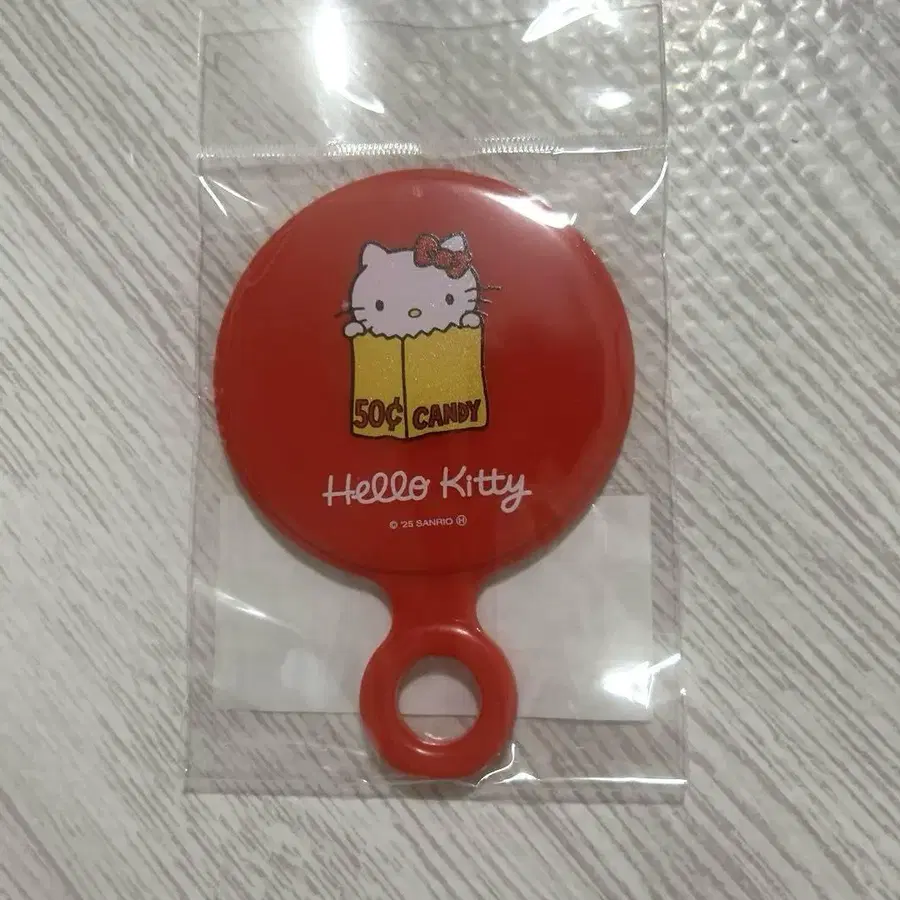 50¢ CANDY
Hello Kitty
© '25 SANRIO Ⓗ